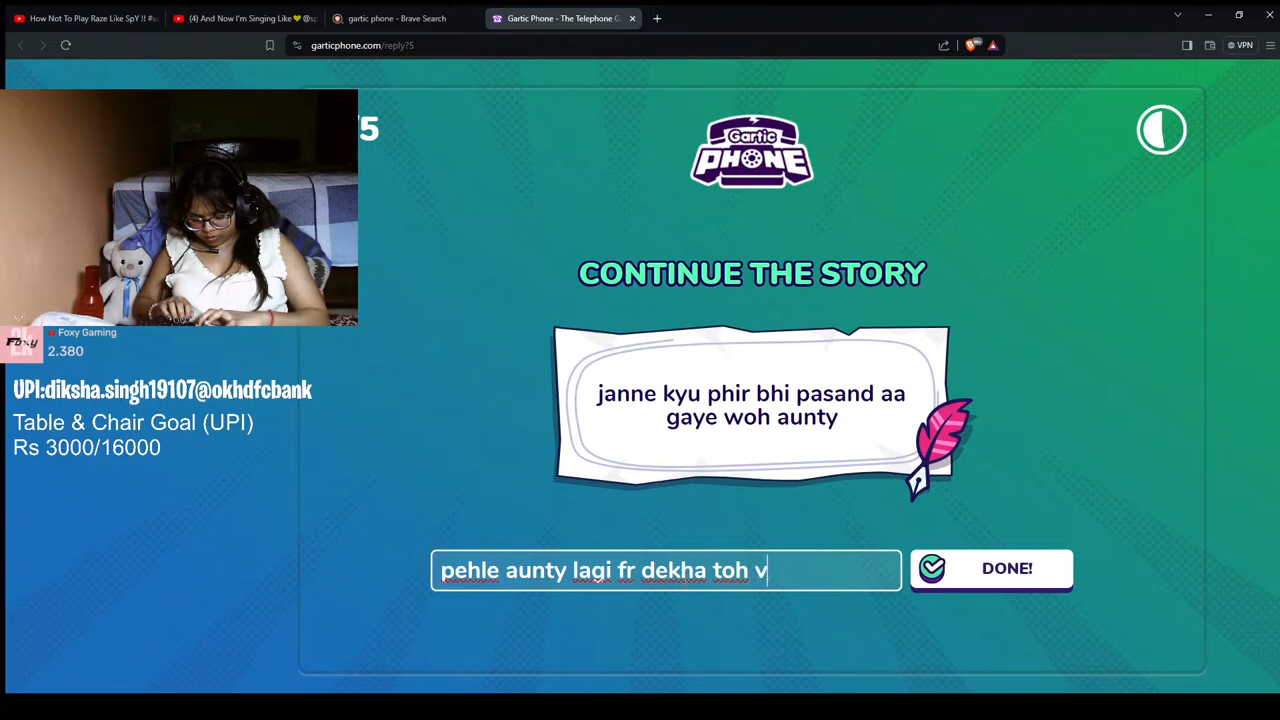 How Not To Play Raze Like SpY !! #va
(4) And Now I'm Singing Like💛@sp
gartic phone - Brave Search
Gartic Phone - The Telephone G
garticphone.com/reply?5
VPN
/5
Gartic
PHONE
CONTINUE THE STORY
janne kyu phir bhi pasand aa
gaye woh aunty
Foxy
Foxy Gaming
2,380
UPI:diksha.singh19107@okhdfcbank
Table & Chair Goal (UPI)
Rs 3000/16000
pehle aunty lagi fr dekha toh v
DONE!